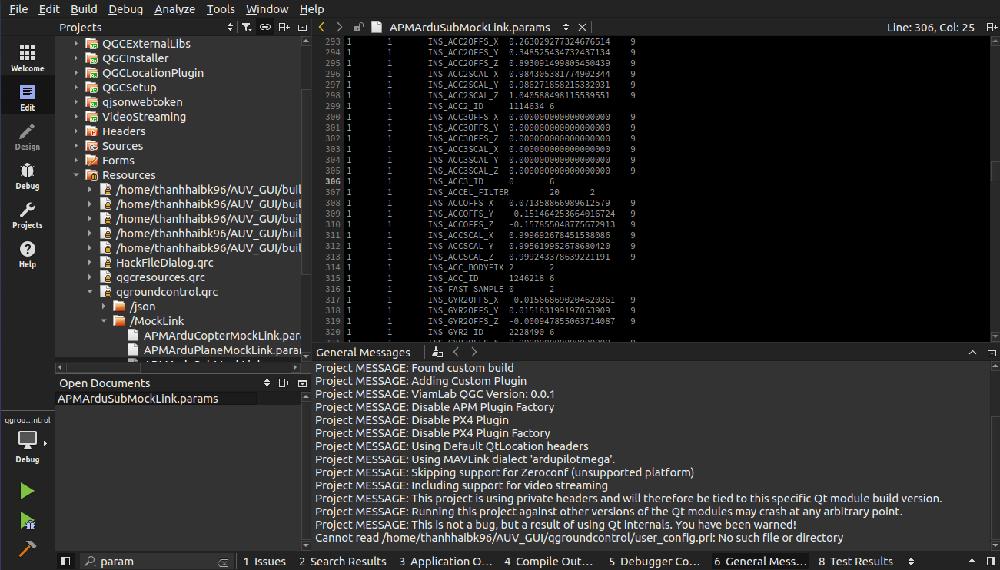 File Edit Build Debug Analyze Tools Window Help
Projects
APMArduSubMockLink.params
Line: 306, Col: 25
Welcome
Edit
Design
Debug
Projects
Help
QGCExternalLibs
QGCInstaller
QGCLocationPlugin
QGCSetup
qjsonwebtoken
VideoStreaming
Headers
Sources
Forms
Resources
/home/thanhhaibk96/AUV_GUI/buil
/home/thanhhaibk96/AUV_GUI/buil
/home/thanhhaibk96/AUV_GUI/buil
/home/thanhhaibk96/AUV_GUI/buil
/home/thanhhaibk96/AUV_GUI/buil
HackFileDialog.qrc
qgcresources.qrc
qgroundcontrol.qrc
/json
/MockLink
APMArduCopterMockLink.par
APMArduPlaneMockLink.para
293 1 1 INS_ACC2OFFS_X 0.263029277324676514 9
294 1 1 INS_ACC2OFFS_Y 0.348525434732437134 9
295 1 1 INS_ACC2OFFS_Z 0.893091499805450439 9
296 1 1 INS_ACC2SCAL_X 0.984305381774902344 9
297 1 1 INS_ACC2SCAL_Y 0.986271858215332031 9
298 1 1 INS_ACC2SCAL_Z 1.040588498115539551 9
299 1 1 INS_ACC2_ID 1114634 6
300 1 1 INS_ACC3OFFS_X 0.000000000000000000 9
301 1 1 INS_ACC3OFFS_Y 0.000000000000000000 9
302 1 1 INS_ACC3OFFS_Z 0.000000000000000000 9
303 1 1 INS_ACC3SCAL_X 0.000000000000000000 9
304 1 1 INS_ACC3SCAL_Y 0.000000000000000000 9
305 1 1 INS_ACC3SCAL_Z 0.000000000000000000 9
306 1 1 INS_ACC3_ID 0 6
307 1 1 INS_ACCEL_FILTER 20 2
308 1 1 INS_ACCOFFS_X 0.071358866989612579 9
309 1 1 INS_ACCOFFS_Y -0.151464253664016724 9
310 1 1 INS_ACCOFFS_Z -0.157855048775672913 9
311 1 1 INS_ACCSCAL_X 0.999692678451538086 9
312 1 1 INS_ACCSCAL_Y 0.995619952678680420 9
313 1 1 INS_ACCSCAL_Z 0.999243378639221191 9
314 1 1 INS_ACC_BODYFIX 2 2
315 1 1 INS_ACC_ID 1246218 6
316 1 1 INS_FAST_SAMPLE 0 2
317 1 1 INS_GYR2OFFS_X -0.015668690204620361 9
318 1 1 INS_GYR2OFFS_Y 0.015183199197053909 9
319 1 1 INS_GYR2OFFS_Z -0.000947855063714087 9
320 1 1 INS_GYR2_ID 2228490 6
General Messages
Project MESSAGE: Found custom build
Project MESSAGE: Adding Custom Plugin
Project MESSAGE: ViamLab QGC Version: 0.0.1
Project MESSAGE: Disable APM Plugin Factory
Project MESSAGE: Disable PX4 Plugin
Project MESSAGE: Disable PX4 Plugin Factory
Project MESSAGE: Using Default QtLocation headers
Project MESSAGE: Using MAVLink dialect 'ardupilotmega'.
Project MESSAGE: Skipping support for Zeroconf (unsupported platform)
Project MESSAGE: Including support for video streaming
Project MESSAGE: This project is using private headers and will therefore be tied to this specific Qt module build version.
Project MESSAGE: Running this project against other versions of the Qt modules may crash at any arbitrary point.
Project MESSAGE: This is not a bug, but a result of using Qt internals. You have been warned!
Cannot read /home/thanhhaibk96/AUV_GUI/qgroundcontrol/user_config.pri: No such file or directory
Open Documents
APMArduSubMockLink.params
qgrou...ntrol
Debug
param
1 Issues 2 Search Results 3 Application O... 4 Compile Out... 5 Debugger Co... 6 General Mess... 8 Test Results